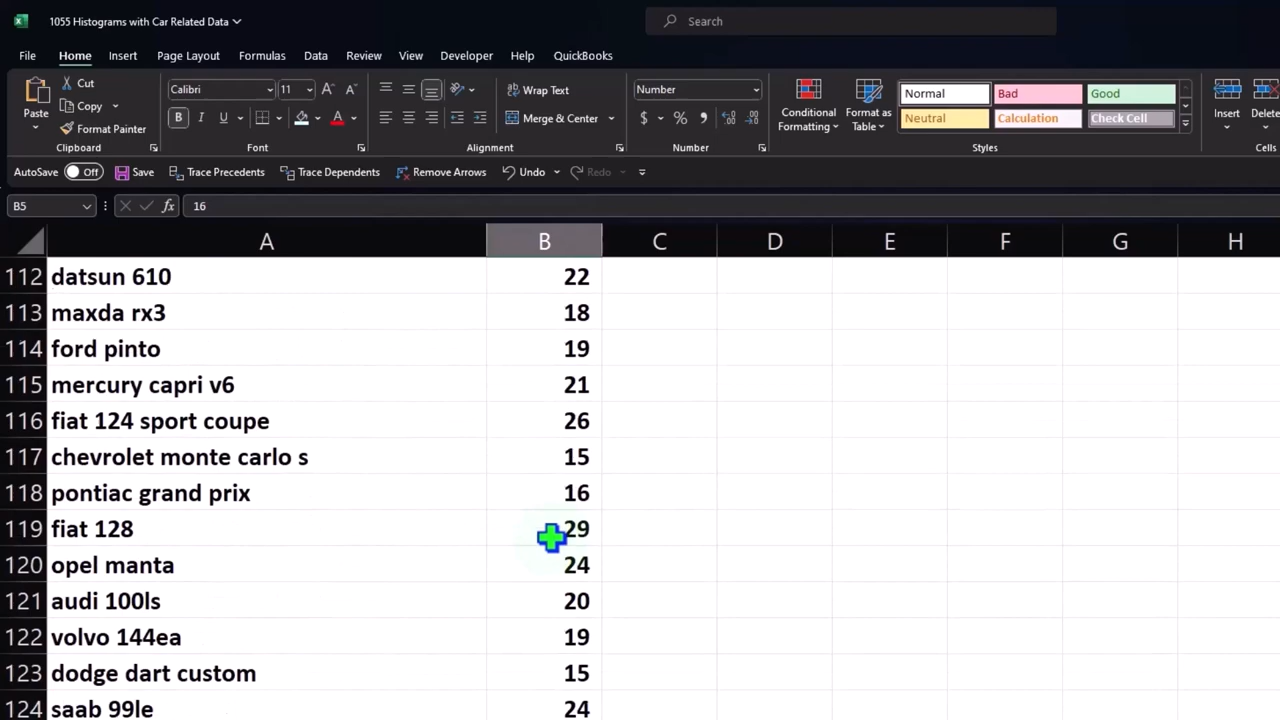 1055 Histograms with Car Related Data
Search
File Home Insert Page Layout Formulas Data Review View Developer Help QuickBooks
Paste
Cut
Copy
Format Painter
Clipboard
Calibri 11
B I U
Font
Wrap Text
Merge & Center
Alignment
Number
$ % ,
Number
Conditional Formatting
Format as Table
Normal Bad Good
Neutral Calculation Check Cell
Styles
Insert
Delete
Cells
AutoSave Off Save Trace Precedents Trace Dependents Remove Arrows Undo Redo
B5 fx 16
A B C D E F G H
112 datsun 610 22
113 maxda rx3 18
114 ford pinto 19
115 mercury capri v6 21
116 fiat 124 sport coupe 26
117 chevrolet monte carlo s 15
118 pontiac grand prix 16
119 fiat 128 29
120 opel manta 24
121 audi 100ls 20
122 volvo 144ea 19
123 dodge dart custom 15
124 saab 99le 24